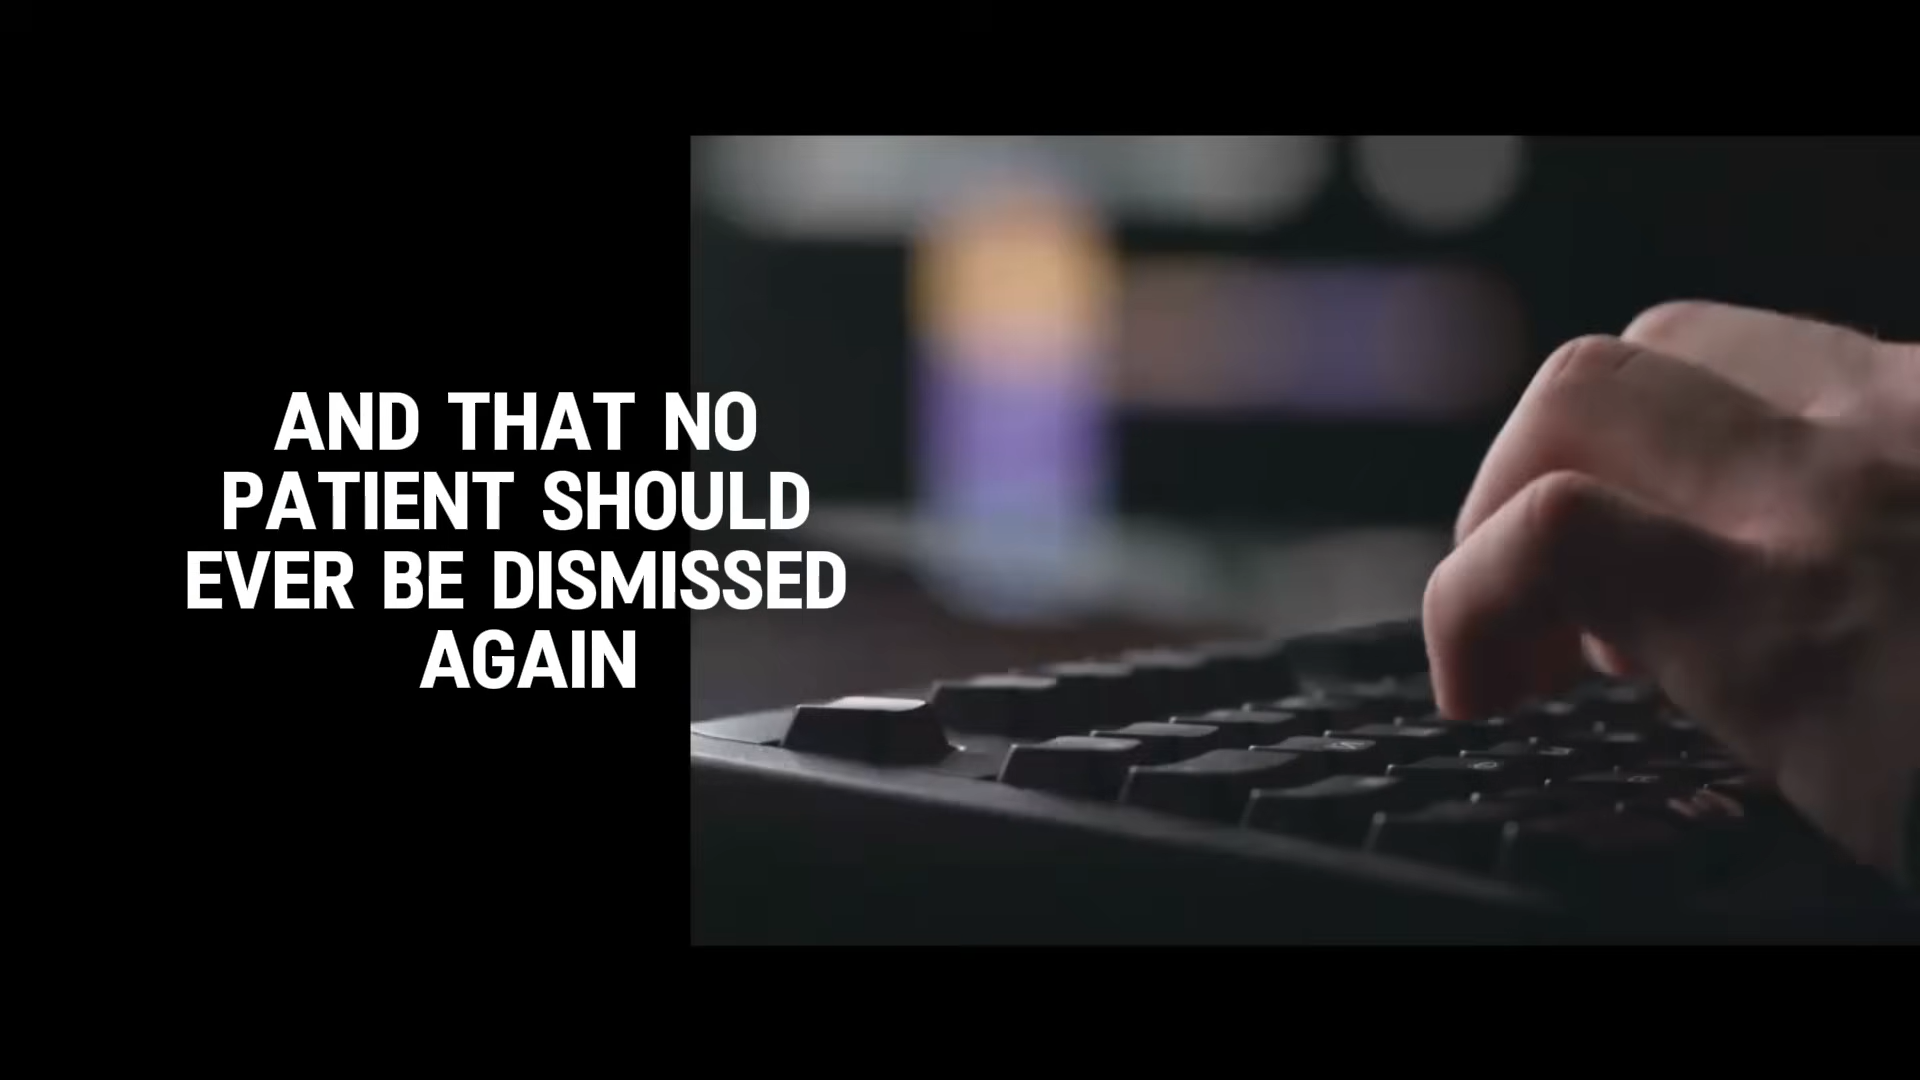 AND THAT NO
PATIENT SHOULD
EVER BE DISMISSED
AGAIN